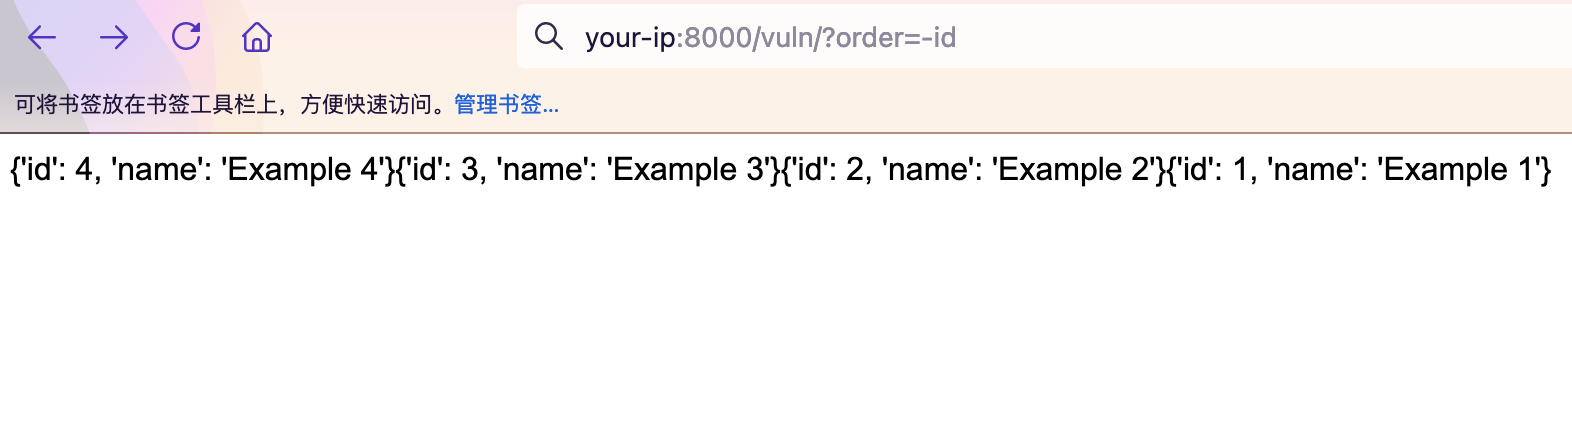 your-ip:8000/vuln/?order=-id
可将书签放在书签工具栏上，方便快速访问。管理书签...
{'id': 4, 'name': 'Example 4'}{'id': 3, 'name': 'Example 3'}{'id': 2, 'name': 'Example 2'}{'id': 1, 'name': 'Example 1'}